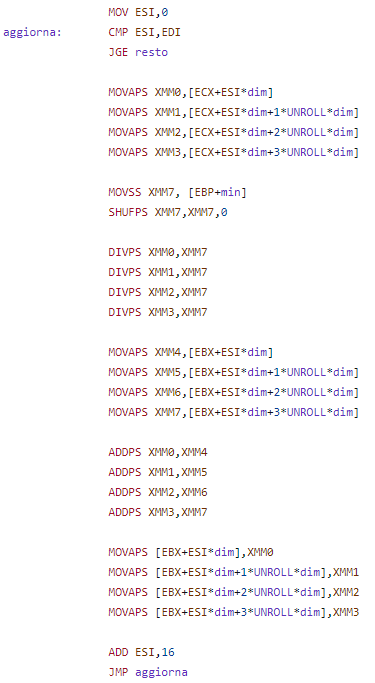 MOV ESI,0
aggiorna: CMP ESI,EDI
JGE resto
MOVAPS XMM0,[ECX+ESI*dim]
MOVAPS XMM1,[ECX+ESI*dim+1*UNROLL*dim]
MOVAPS XMM2,[ECX+ESI*dim+2*UNROLL*dim]
MOVAPS XMM3,[ECX+ESI*dim+3*UNROLL*dim]
MOVSS XMM7, [EBP+min]
SHUFPS XMM7,XMM7,0
DIVPS XMM0,XMM7
DIVPS XMM1,XMM7
DIVPS XMM2,XMM7
DIVPS XMM3,XMM7
MOVAPS XMM4,[EBX+ESI*dim]
MOVAPS XMM5,[EBX+ESI*dim+1*UNROLL*dim]
MOVAPS XMM6,[EBX+ESI*dim+2*UNROLL*dim]
MOVAPS XMM7,[EBX+ESI*dim+3*UNROLL*dim]
ADDPS XMM0,XMM4
ADDPS XMM1,XMM5
ADDPS XMM2,XMM6
ADDPS XMM3,XMM7
MOVAPS [EBX+ESI*dim],XMM0
MOVAPS [EBX+ESI*dim+1*UNROLL*dim],XMM1
MOVAPS [EBX+ESI*dim+2*UNROLL*dim],XMM2
MOVAPS [EBX+ESI*dim+3*UNROLL*dim],XMM3
ADD ESI,16
JMP aggiorna